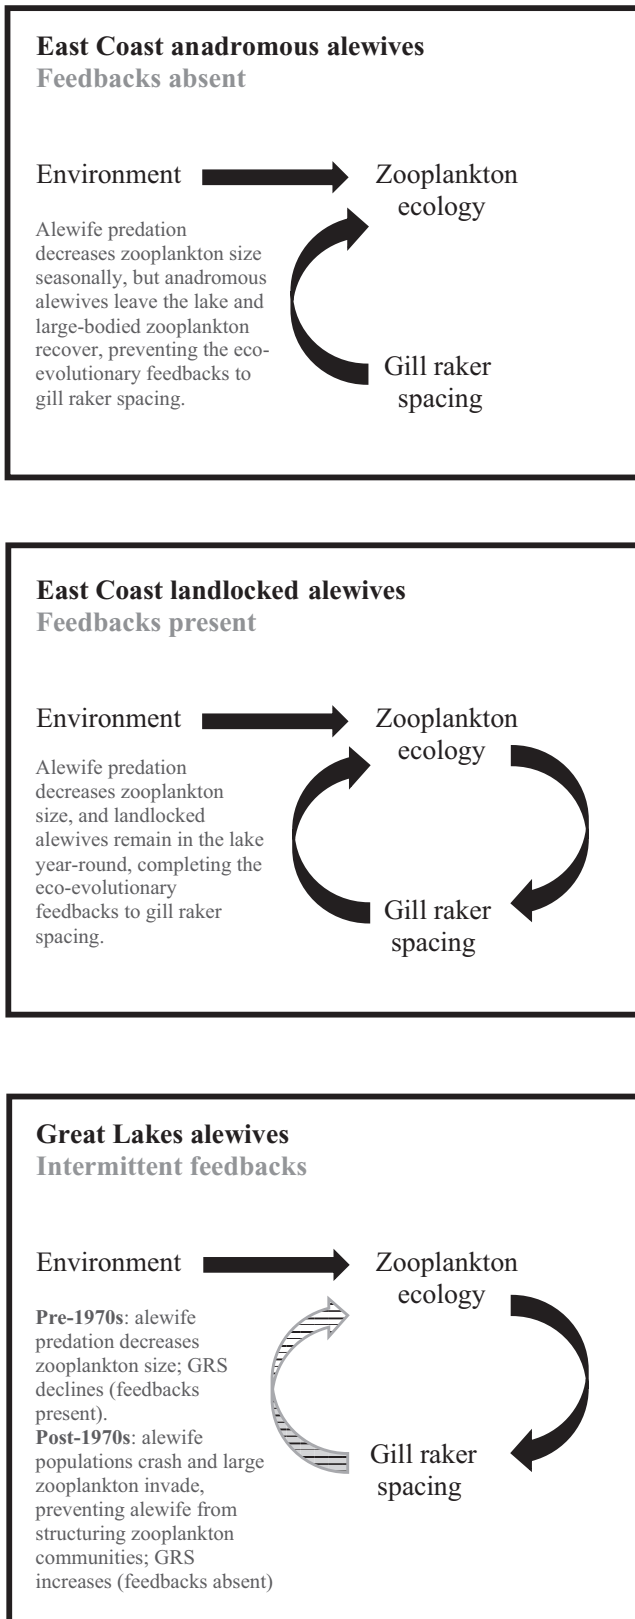 East Coast anadromous alewives
Feedbacks absent
Environment
Zooplankton
ecology
Alewife predation
decreases zooplankton size
seasonally, but anadromous
alewives leave the lake and
large-bodied zooplankton
recover, preventing the eco-
evolutionary feedbacks to
gill raker spacing.
Gill raker
spacing
East Coast landlocked alewives
Feedbacks present
Environment
Zooplankton
ecology
Alewife predation
decreases zooplankton
size, and landlocked
alewives remain in the lake
year-round, completing the
eco-evolutionary
feedbacks to gill raker
spacing.
Gill raker
spacing
Great Lakes alewives
Intermittent feedbacks
Environment
Zooplankton
ecology
Pre-1970s: alewife
predation decreases
zooplankton size; GRS
declines (feedbacks
present).
Post-1970s: alewife
populations crash and large
zooplankton invade,
preventing alewife from
structuring zooplankton
communities; GRS
increases (feedbacks absent)
Gill raker
spacing